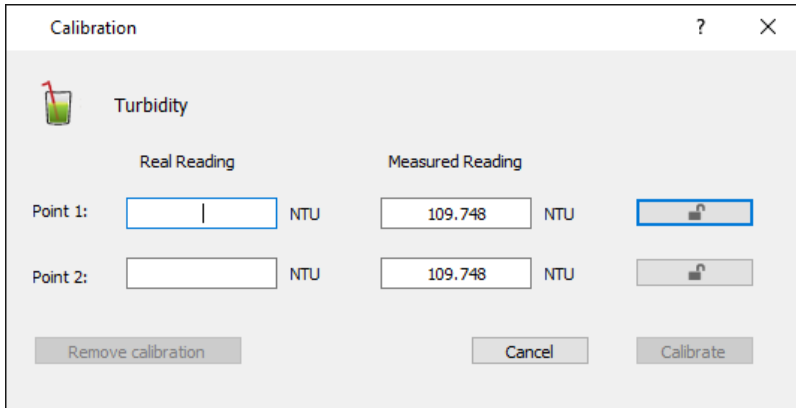 Calibration ?
Turbidity
Real Reading Measured Reading
Point 1: NTU 109.748 NTU
Point 2: NTU 109.748 NTU
Remove calibration Cancel Calibrate